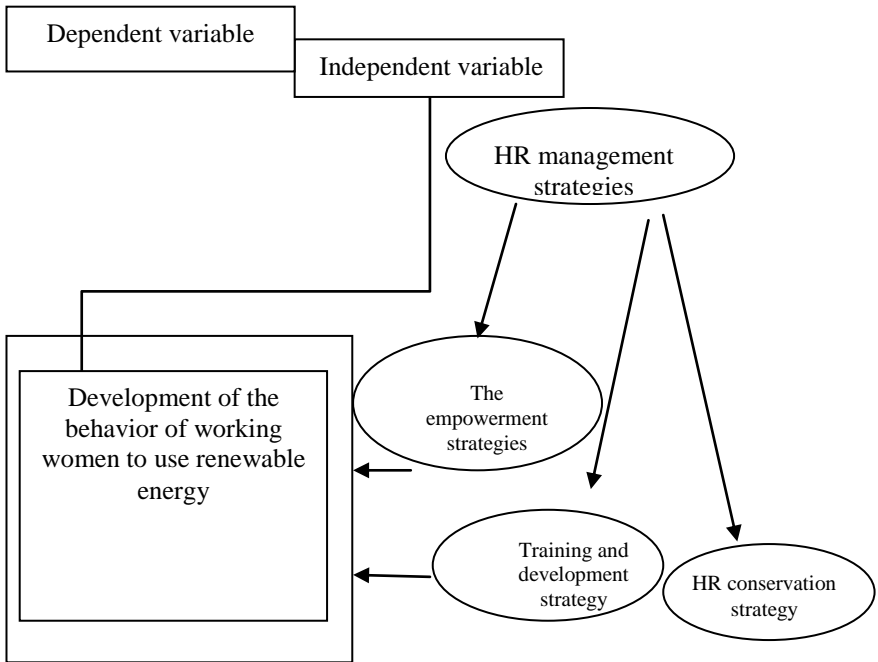 Dependent variable
Independent variable
HR management
strategies
Development of the
behavior of working
women to use renewable
energy
The
empowerment
strategies
Training and
development
strategy
HR conservation
strategy